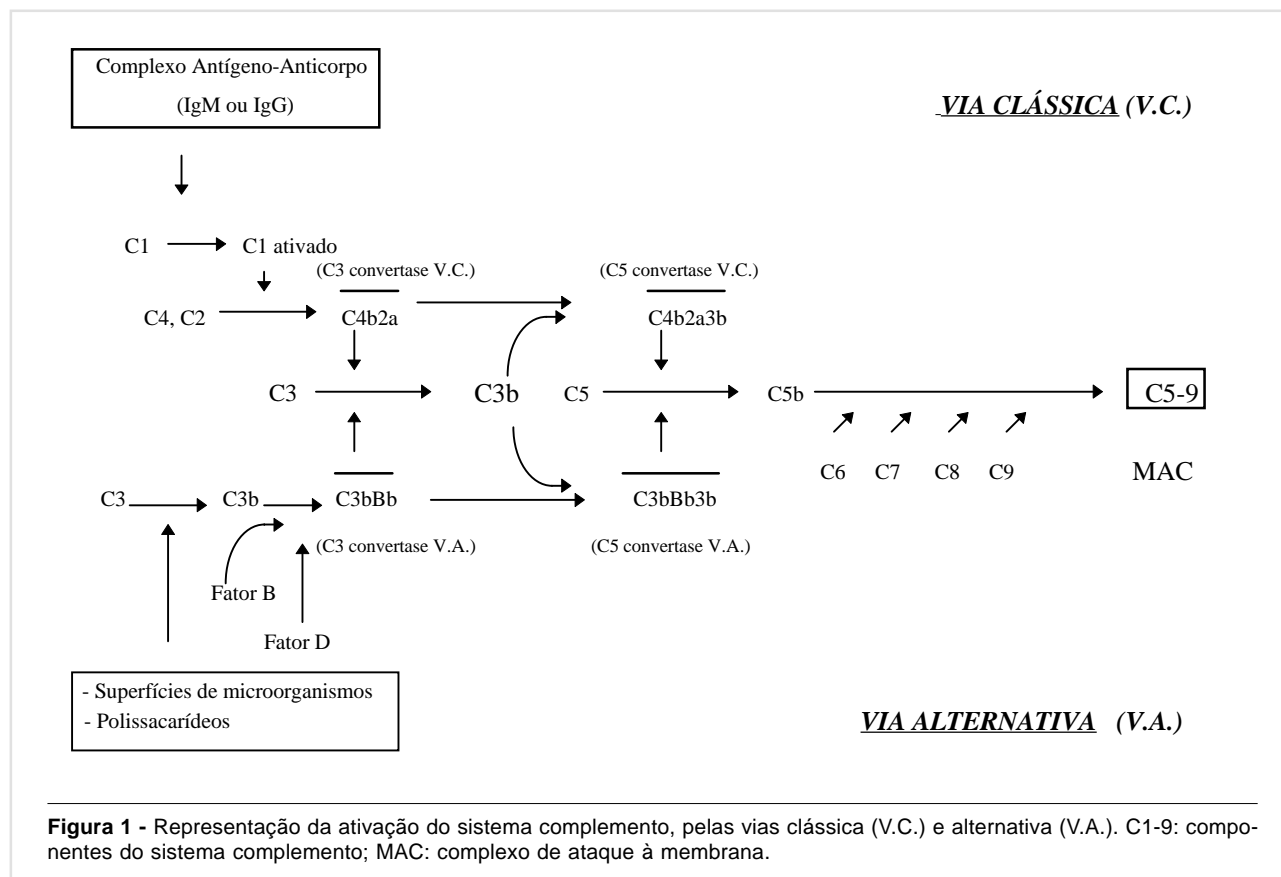 Complexo Antígeno-Anticorpo
(IgM ou IgG)
VIA CLÁSSICA (V.C.)
C1
C1 ativado
(C3 convertase V.C.)
(C5 convertase V.C.)
C4, C2
C4b2a
C4b2a3b
C3
C3b
C5
C5b
C5-9
C6
C7
C8
C9
MAC
C3
C3b
C3bBb
C3bBb3b
(C3 convertase V.A.)
(C5 convertase V.A.)
Fator B
Fator D
- Superfícies de microorganismos
- Polissacarídeos
VIA ALTERNATIVA (V.A.)
Figura 1 - Representação da ativação do sistema complemento, pelas vias clássica (V.C.) e alternativa (V.A.). C1-9: compo-
nentes do sistema complemento; MAC: complexo de ataque à membrana.